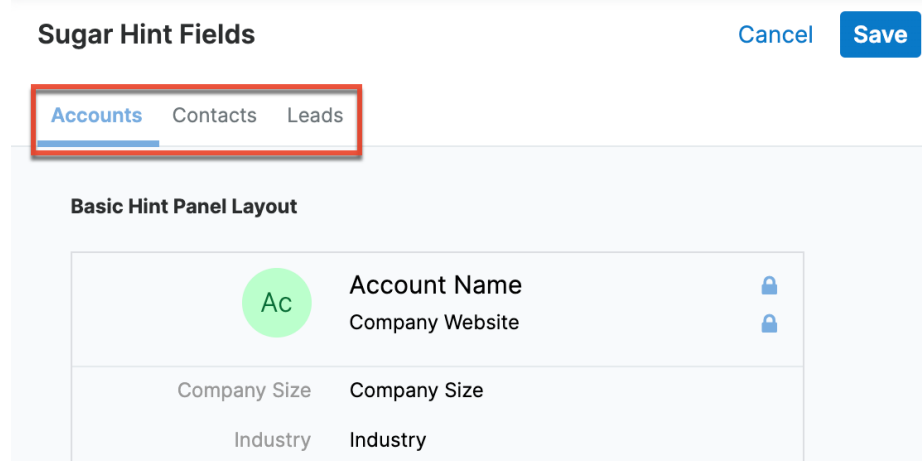 Sugar Hint Fields Cancel Save
Accounts Contacts Leads
Basic Hint Panel Layout
Ac Account Name
Company Website
Company Size Company Size
Industry Industry